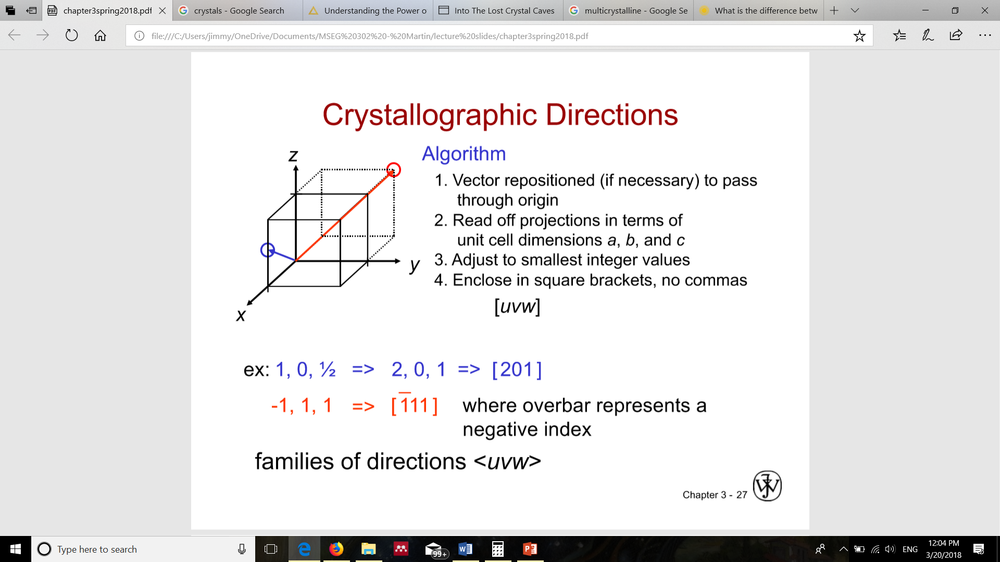 chapter3spring2018.pdf
crystals - Google Search
Understanding the Power o
Into The Lost Crystal Caves
multicrystalline - Google Se
What is the difference betw
file:///C:/Users/jimmy/OneDrive/Documents/MSEG%20302%20-%20Martin/lecture%20slides/chapter3spring2018.pdf
Crystallographic Directions
z
y
x
Algorithm
1. Vector repositioned (if necessary) to pass
through origin
2. Read off projections in terms of
unit cell dimensions a, b, and c
3. Adjust to smallest integer values
4. Enclose in square brackets, no commas
[uvw]
ex: 1, 0, ½ => 2, 0, 1 => [ 201 ]
-1, 1, 1 => [ 1̅11 ] where overbar represents a
negative index
families of directions <uvw>
Chapter 3 - 27
Type here to search
99+
ENG
12:04 PM
3/20/2018